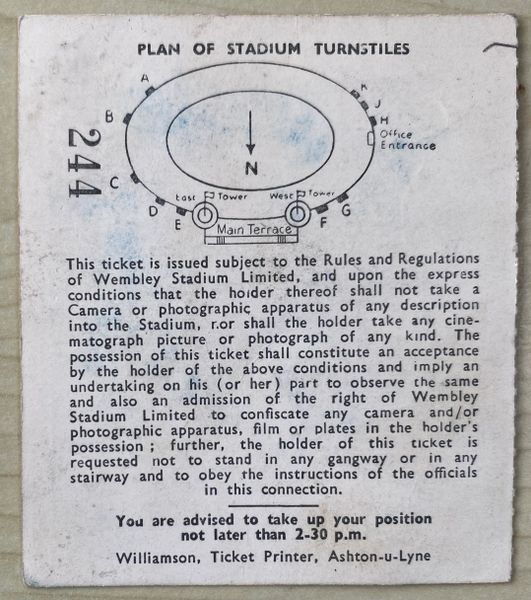 PLAN OF STADIUM TURNSTILES
A
B
C
D
E
K
J
H
Office
Entrance
G
F
N
East Tower
West Tower
Main Terrace
244
This ticket is issued subject to the Rules and Regulations
of Wembley Stadium Limited, and upon the express
conditions that the holder thereof shall not take a
Camera or photographic apparatus of any description
into the Stadium, r.or shall the holder take any cine-
matograph picture or photograph of any kind. The
possession of this ticket shall constitute an acceptance
by the holder of the above conditions and imply an
undertaking on his (or her) part to observe the same
and also an admission of the right of Wembley
Stadium Limited to confiscate any camera and/or
photographic apparatus, film or plates in the holder's
possession ; further, the holder of this ticket is
requested not to stand in any gangway or in any
stairway and to obey the instructions of the officials
in this connection.
You are advised to take up your position
not later than 2-30 p.m.
Williamson, Ticket Printer, Ashton-u-Lyne